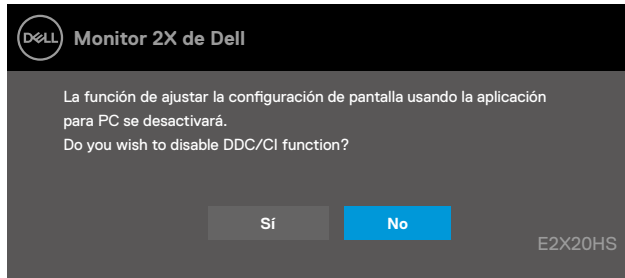 DELL Monitor 2X de Dell
La función de ajustar la configuración de pantalla usando la aplicación
para PC se desactivará.
Do you wish to disable DDC/CI function?
Sí No
E2X20HS